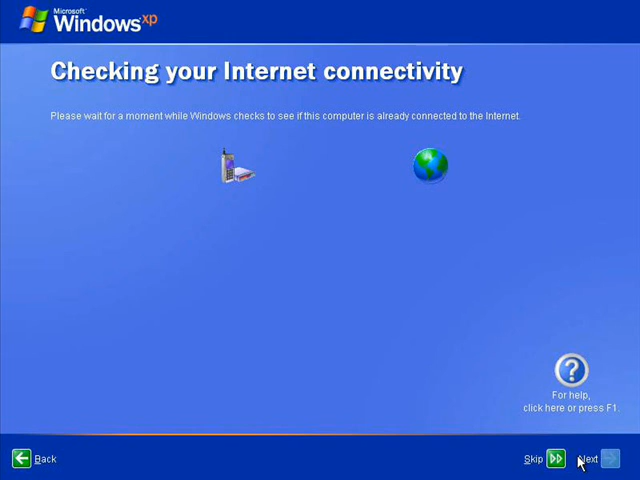 Microsoft®
Windows xp
Checking your Internet connectivity
Please wait for a moment while Windows checks to see if this computer is already connected to the Internet.
?
For help,
click here or press F1.
Back
Skip
Next